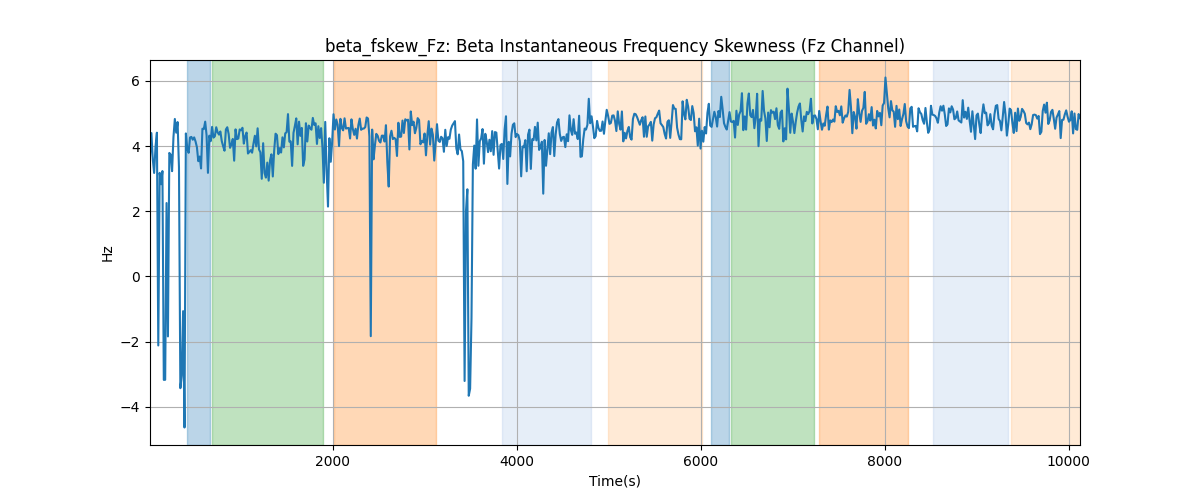 beta_fskew_Fz: Beta Instantaneous Frequency Skewness (Fz Channel)
6
4
2
0
−2
−4
Hz
2000 4000 6000 8000 10000
Time(s)